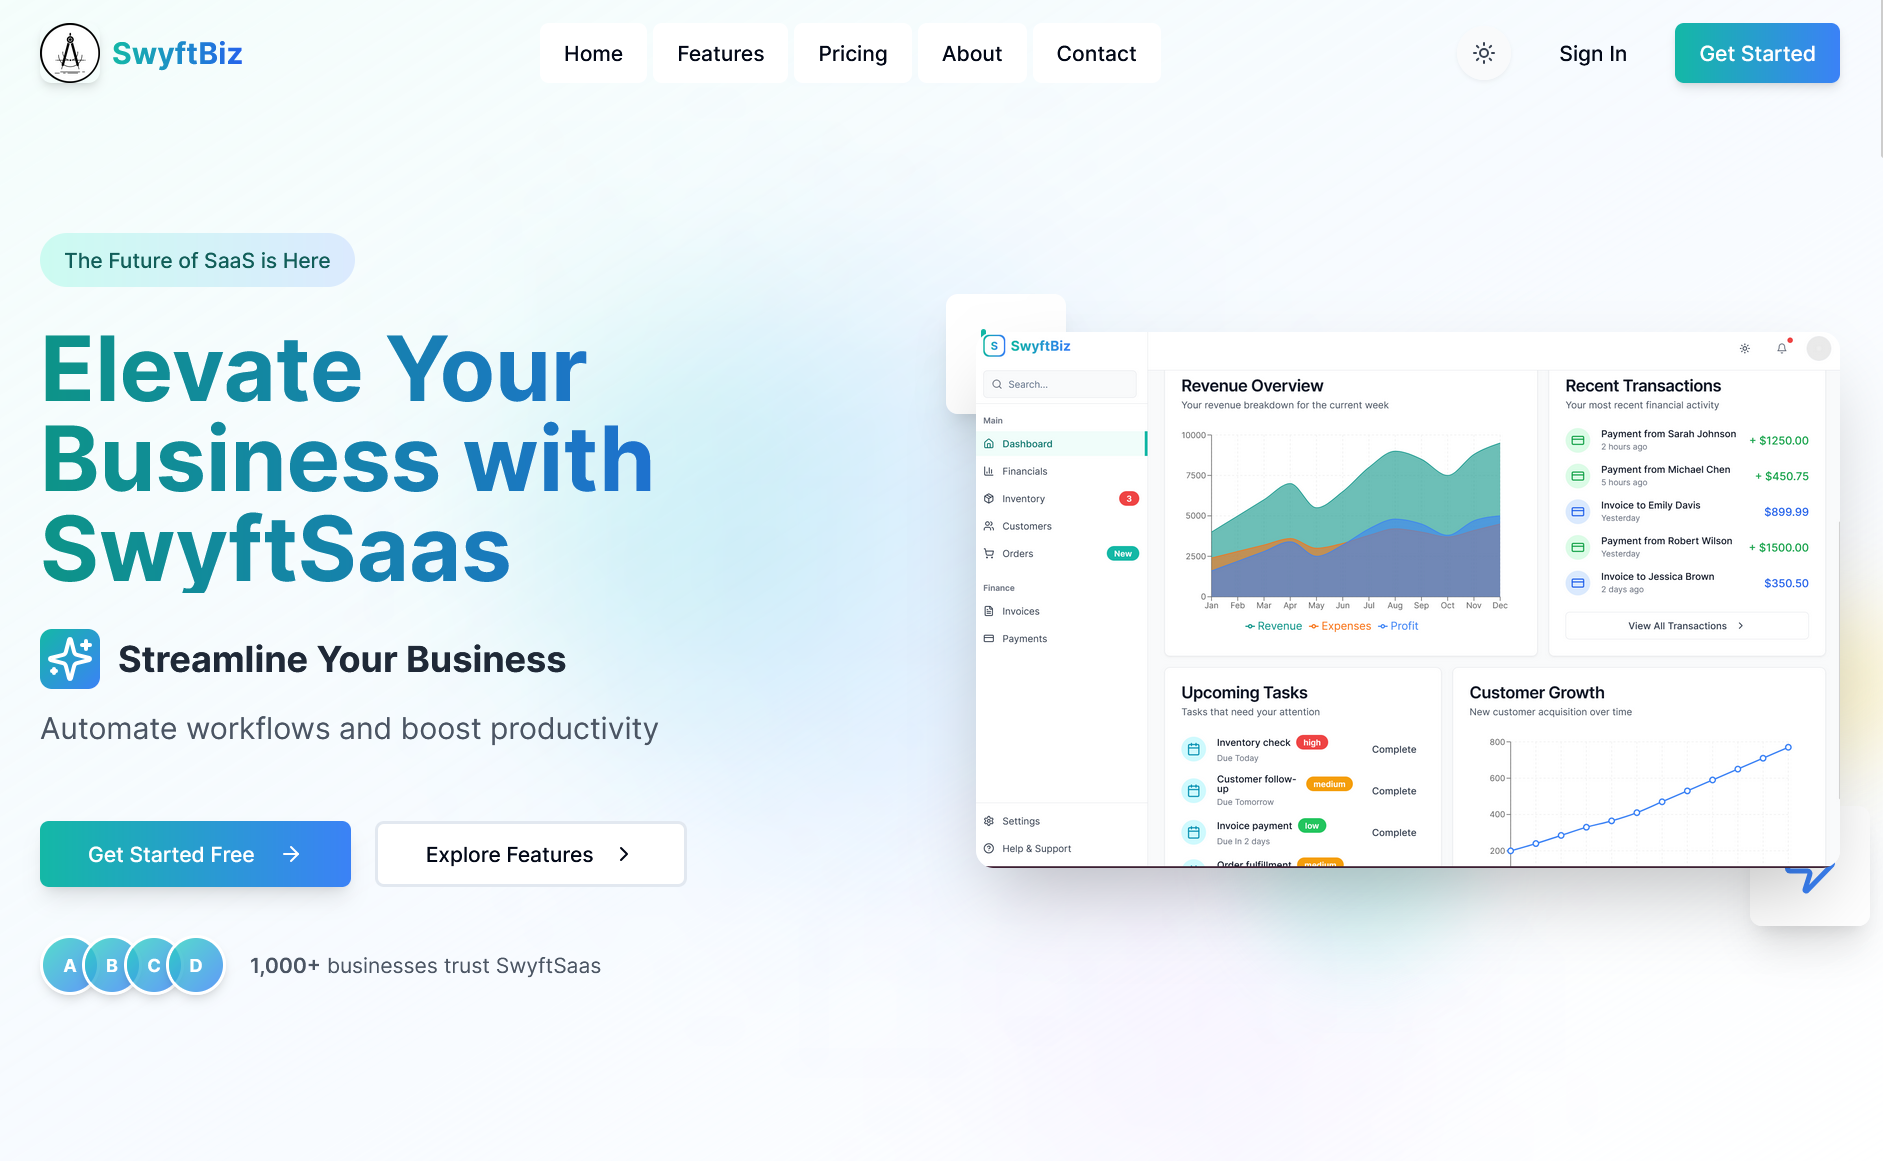 SwyftBiz
Home
Features
Pricing
About
Contact
Sign In
Get Started
The Future of SaaS is Here
Elevate Your
Business with
SwyftSaas
Streamline Your Business
Automate workflows and boost productivity
Get Started Free
Explore Features
A
B
C
D
1,000+ businesses trust SwyftSaas
S SwyftBiz
Search...
Main
Dashboard
Financials
Inventory 3
Customers
Orders New
Finance
Invoices
Payments
Settings
Help & Support
Revenue Overview
Your revenue breakdown for the current week
10000
7500
5000
2500
0
Jan Feb Mar Apr May Jun Jul Aug Sep Oct Nov Dec
Revenue Expenses Profit
Recent Transactions
Your most recent financial activity
Payment from Sarah Johnson + $1250.00
2 hours ago
Payment from Michael Chen + $450.75
5 hours ago
Invoice to Emily Davis $899.99
Yesterday
Payment from Robert Wilson + $1500.00
Yesterday
Invoice to Jessica Brown $350.50
2 days ago
View All Transactions
Upcoming Tasks
Tasks that need your attention
Inventory check high Complete
Due Today
Customer follow-
up medium Complete
Due Tomorrow
Invoice payment low Complete
Due In 2 days
Order fulfillment medium
Customer Growth
New customer acquisition over time
800
600
400
200